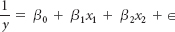 1/y = β₀ + β₁x₁ + β₂x₂ + ∈